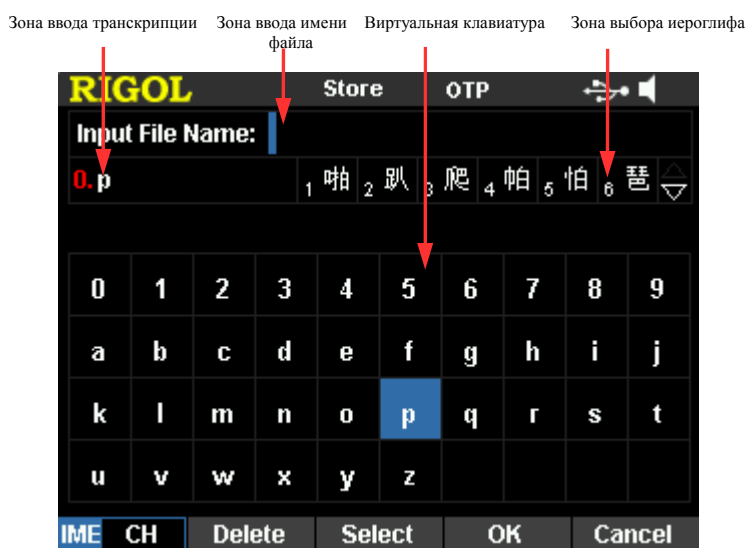 Зона ввода транскрипции
Зона ввода имени
файла
Виртуальная клавиатура
Зона выбора иероглифа
RIGOL Store OTP
Input File Name:
0. p 1 啪 2 趴 3 爬 4 帕 5 怕 6 琶
0 1 2 3 4 5 6 7 8 9
a b c d e f g h i j
k l m n o p q r s t
u v w x y z
IME CH Delete Select OK Cancel